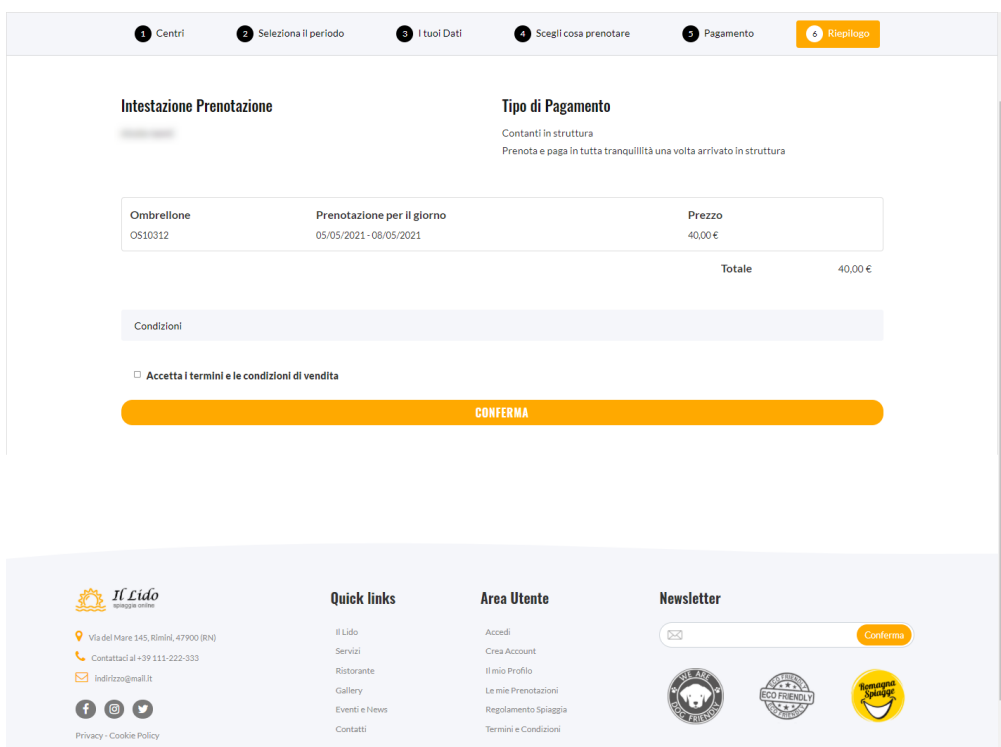 1 Centri 2 Seleziona il periodo 3 I tuoi Dati 4 Scegli cosa prenotare 5 Pagamento 6 Riepilogo
Intestazione Prenotazione
Tipo di Pagamento
Contanti in struttura
Prenota e paga in tutta tranquillità una volta arrivato in struttura
Ombrellone Prenotazione per il giorno Prezzo
OS10312 05/05/2021 - 08/05/2021 40,00 €
Totale 40,00 €
Condizioni
Accetta i termini e le condizioni di vendita
CONFERMA
Il Lido
spiaggia online
Via del Mare 145, Rimini, 47900 (RN)
Contattaci al +39 111-222-333
indirizzo@mail.it
Privacy - Cookie Policy
Quick links
Il Lido
Servizi
Ristorante
Gallery
Eventi e News
Contatti
Area Utente
Accedi
Crea Account
Il mio Profilo
Le mie Prenotazioni
Regolamento Spiaggia
Termini e Condizioni
Newsletter
Conferma
WE ARE
DOG FRIENDLY
ECO FRIENDLY
ECO FRIENDLY
ECO FRIENDLY
Romagna
Spiagge